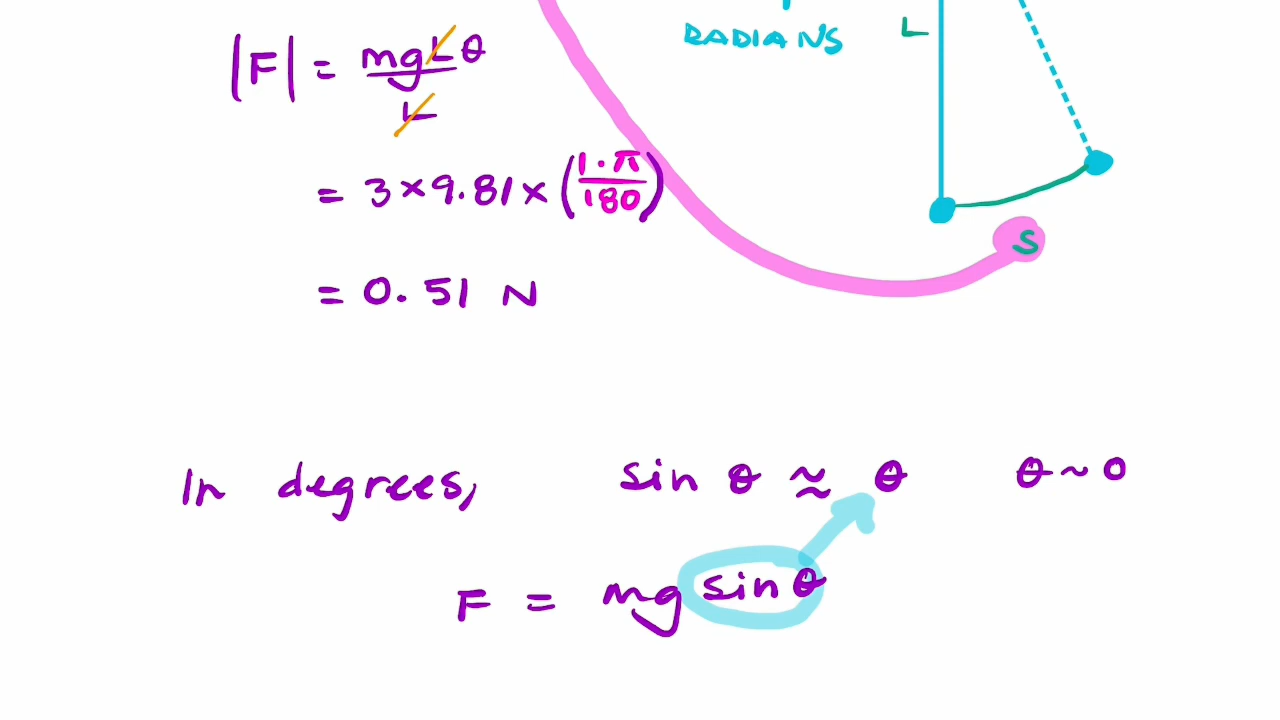 |F| = mgLθ / L
= 3 × 9.81 × (1 · π / 180)
= 0.51 N
RADIANS
L
S
In degrees, sin θ ≈ θ θ ~ 0
F = mg sin θ